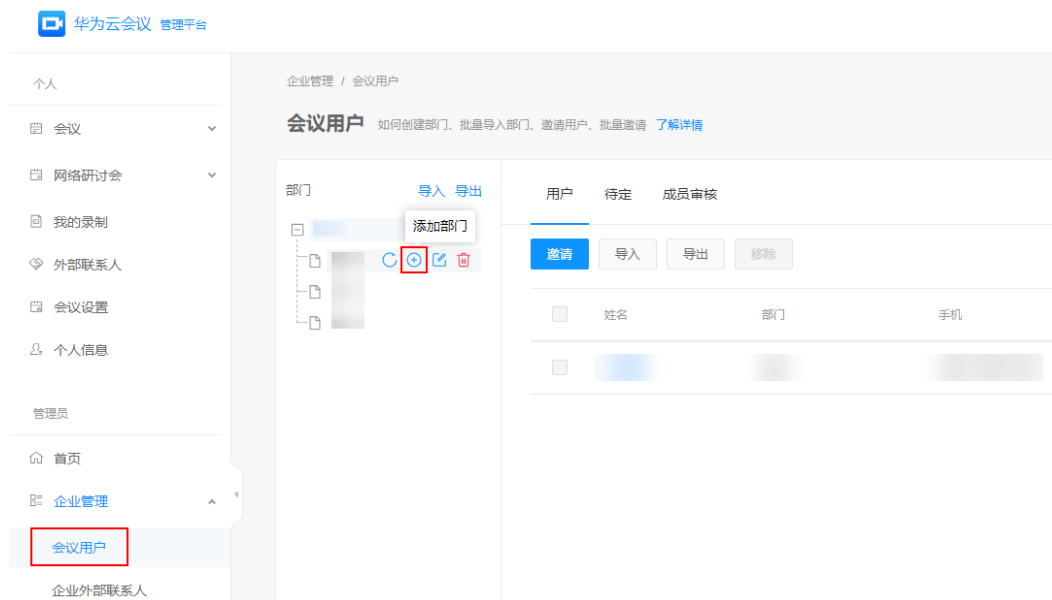 华为云会议 管理平台
个人
会议
网络研讨会
我的录制
外部联系人
会议设置
个人信息
管理员
首页
企业管理
会议用户
企业外部联系人
企业管理 / 会议用户
会议用户 如何创建部门、批量导入部门、邀请用户、批量邀请 了解详情
部门 导入 导出
添加部门
用户 待定 成员审核
邀请 导入 导出 移除
姓名 部门 手机